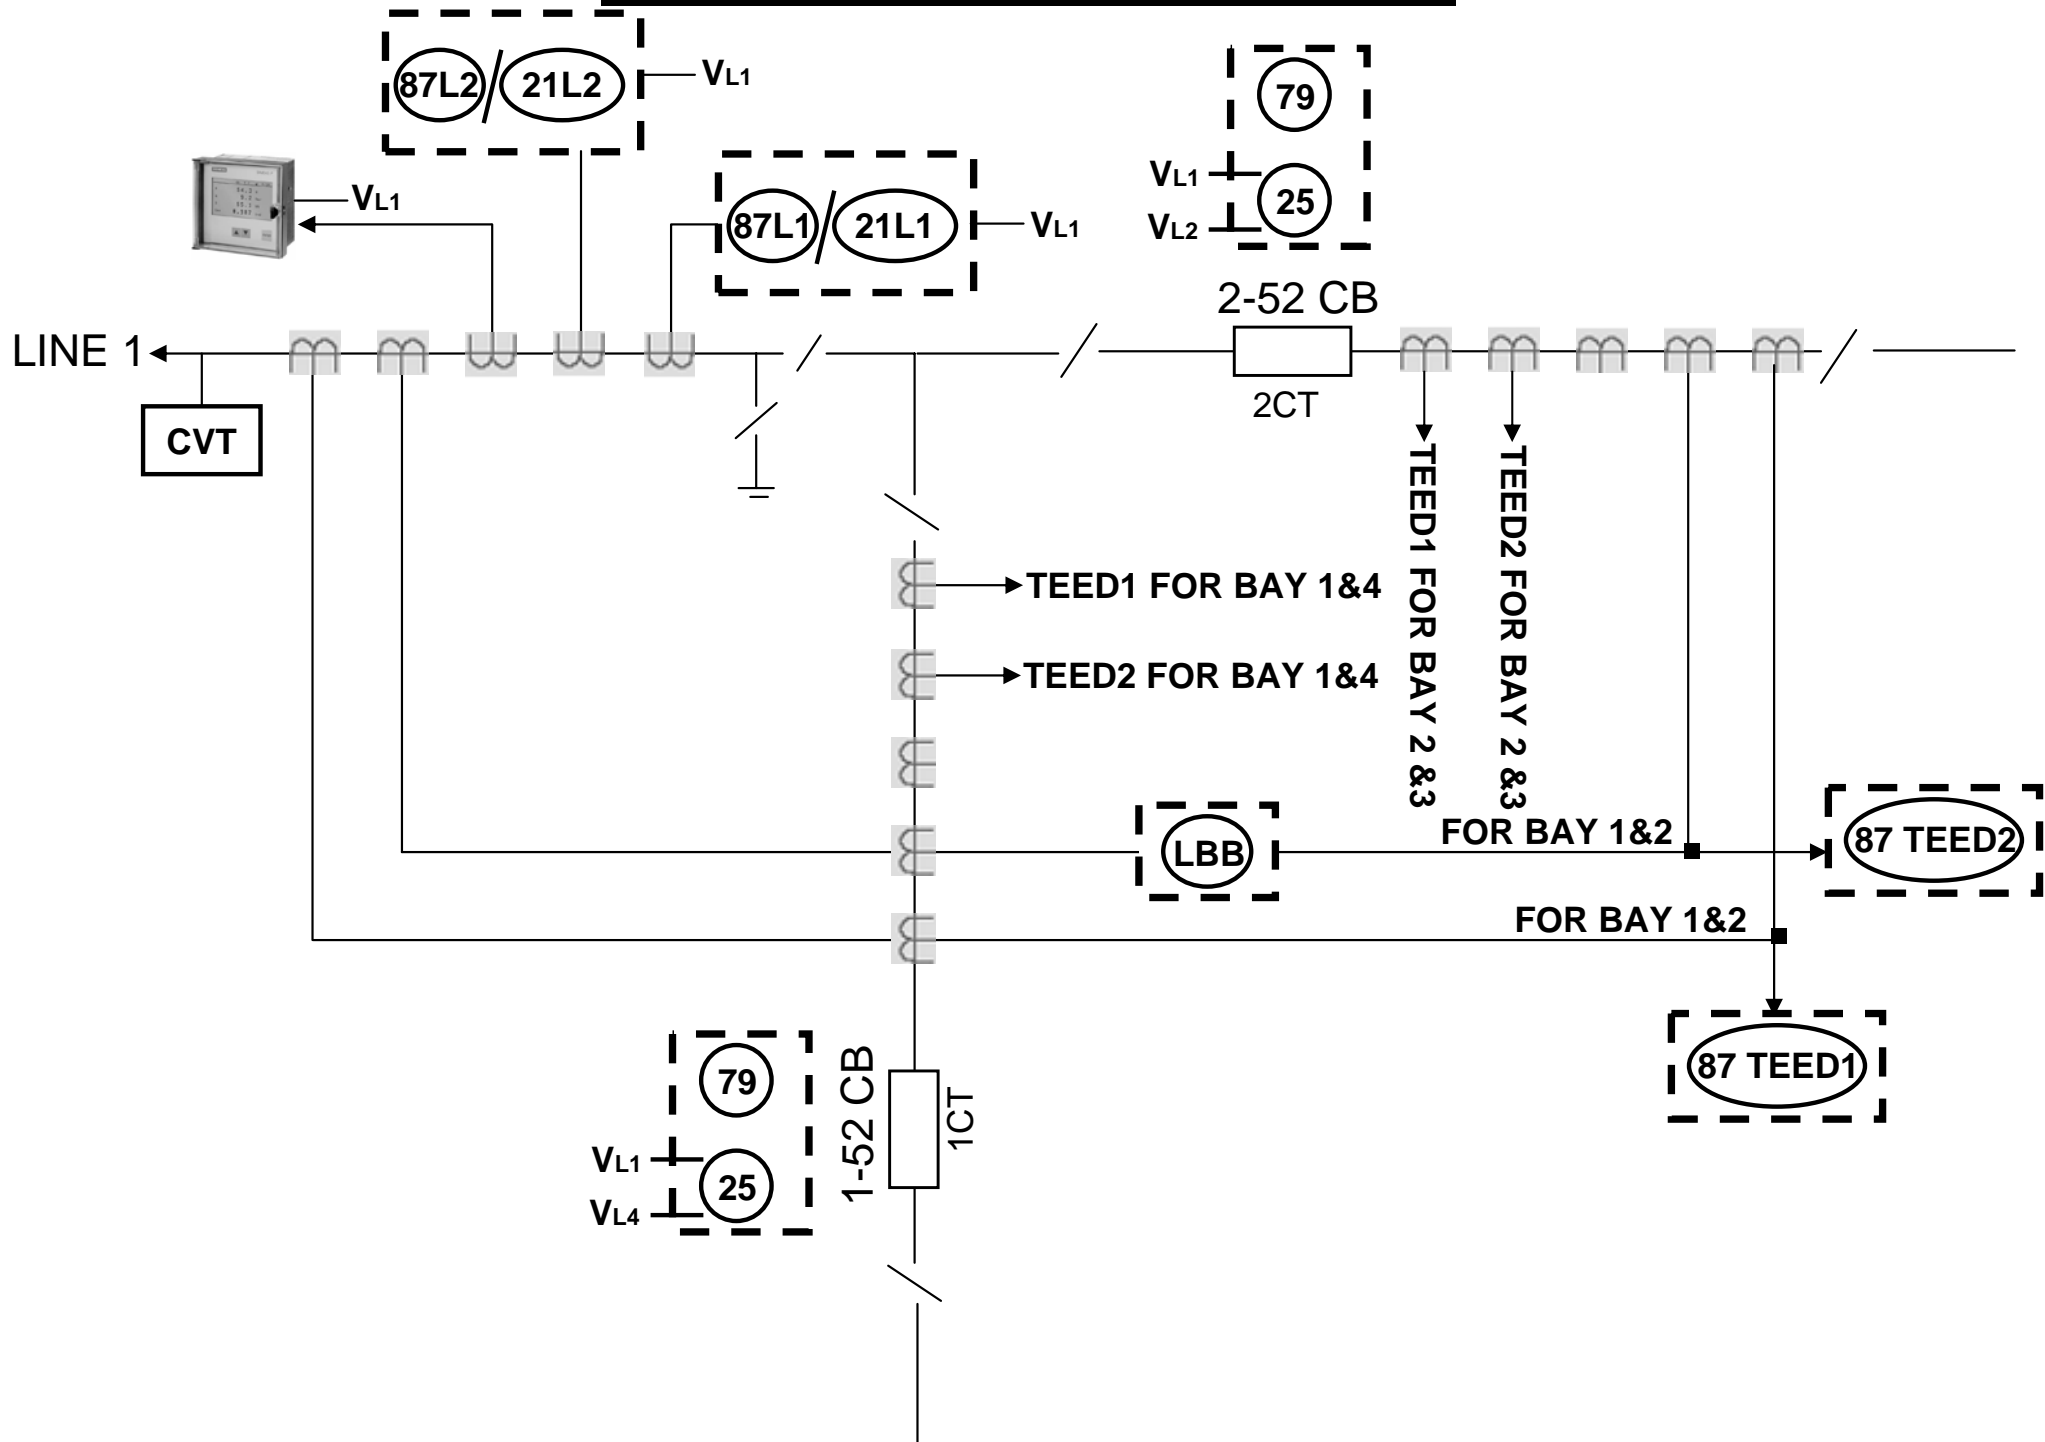 87L2
21L2
VL1
79
VL1
87L1
21L1
VL1
VL1
25
VL2
2-52 CB
LINE 1
2CT
CVT
TEED1 FOR BAY 2 &3
TEED2 FOR BAY 2 &3
TEED1 FOR BAY 1&4
TEED2 FOR BAY 1&4
FOR BAY 1&2
LBB
87 TEED2
FOR BAY 1&2
87 TEED1
79
1-52 CB
1CT
VL1
25
VL4